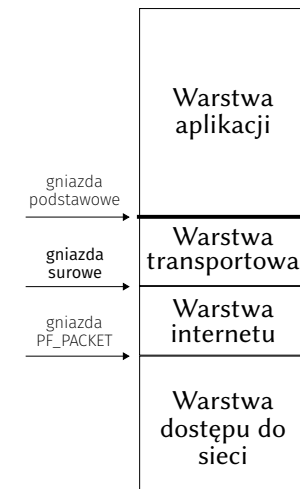 Warstwa
aplikacji
gniazda
podstawowe
Warstwa
transportowa
gniazda
surowe
Warstwa
internetu
gniazda
PF_PACKET
Warstwa
dostępu do
sieci